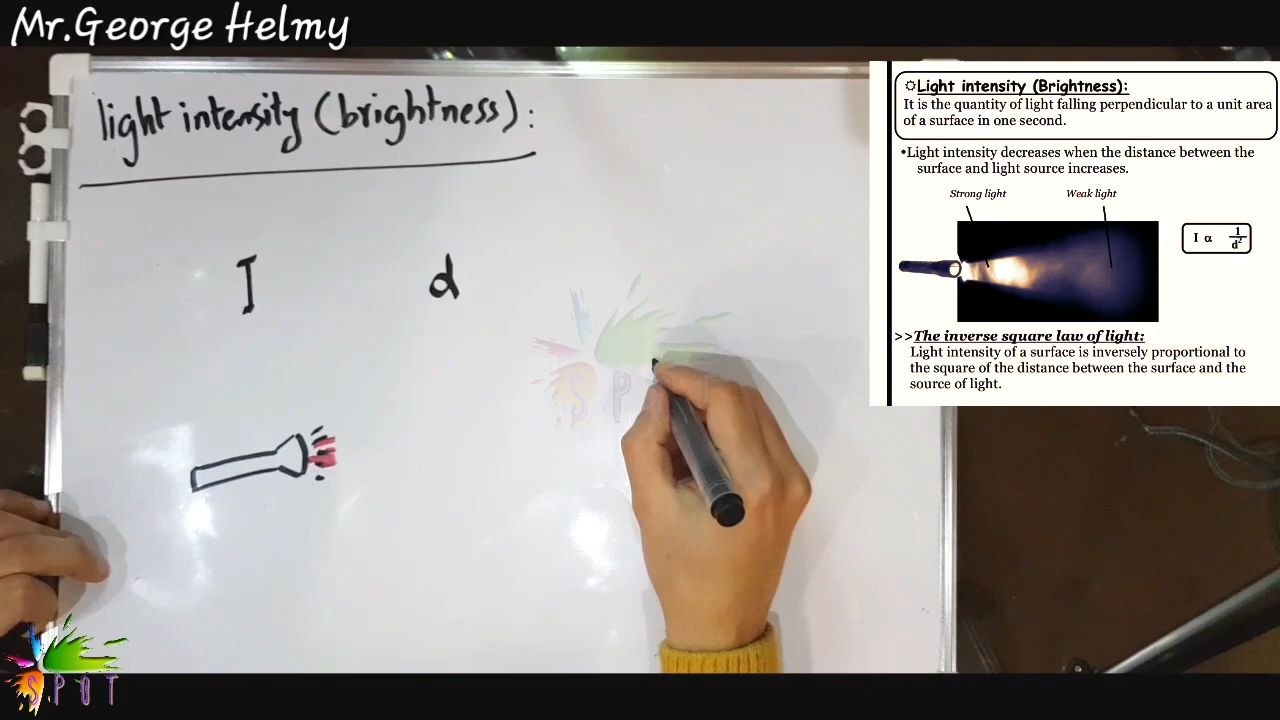 Mr.George Helmy
light intensity (brightness):
I d
S P
S P O T
☼Light intensity (Brightness):
It is the quantity of light falling perpendicular to a unit area
of a surface in one second.
•Light intensity decreases when the distance between the
surface and light source increases.
Strong light Weak light
I α 1/d²
>>The inverse square law of light:
Light intensity of a surface is inversely proportional to
the square of the distance between the surface and the
source of light.